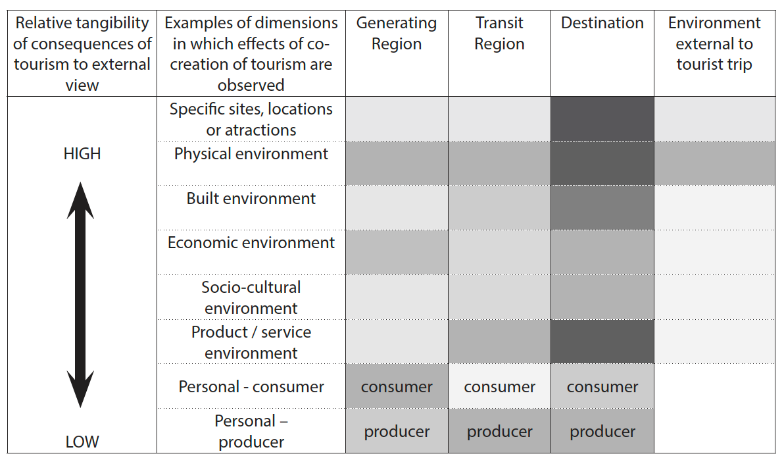 Relative tangibility
of consequences of
tourism to external
view
Examples of dimensions
in which effects of co-
creation of tourism are
observed
Generating
Region
Transit
Region
Destination
Environment
external to
tourist trip
HIGH
LOW
Specific sites, locations
or atractions
Physical environment
Built environment
Economic environment
Socio-cultural
environment
Product / service
environment
Personal - consumer
consumer
consumer
consumer
Personal –
producer
producer
producer
producer